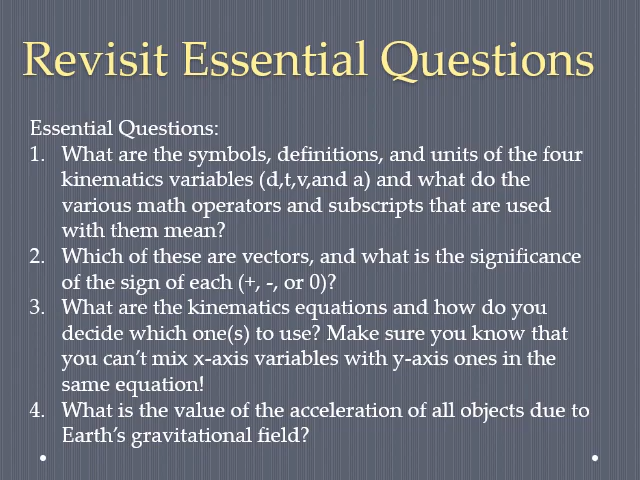 Revisit Essential Questions
Essential Questions:
1. What are the symbols, definitions, and units of the four
kinematics variables (d,t,v,and a) and what do the
various math operators and subscripts that are used
with them mean?
2. Which of these are vectors, and what is the significance
of the sign of each (+, -, or 0)?
3. What are the kinematics equations and how do you
decide which one(s) to use? Make sure you know that
you can’t mix x-axis variables with y-axis ones in the
same equation!
4. What is the value of the acceleration of all objects due to
Earth’s gravitational field?